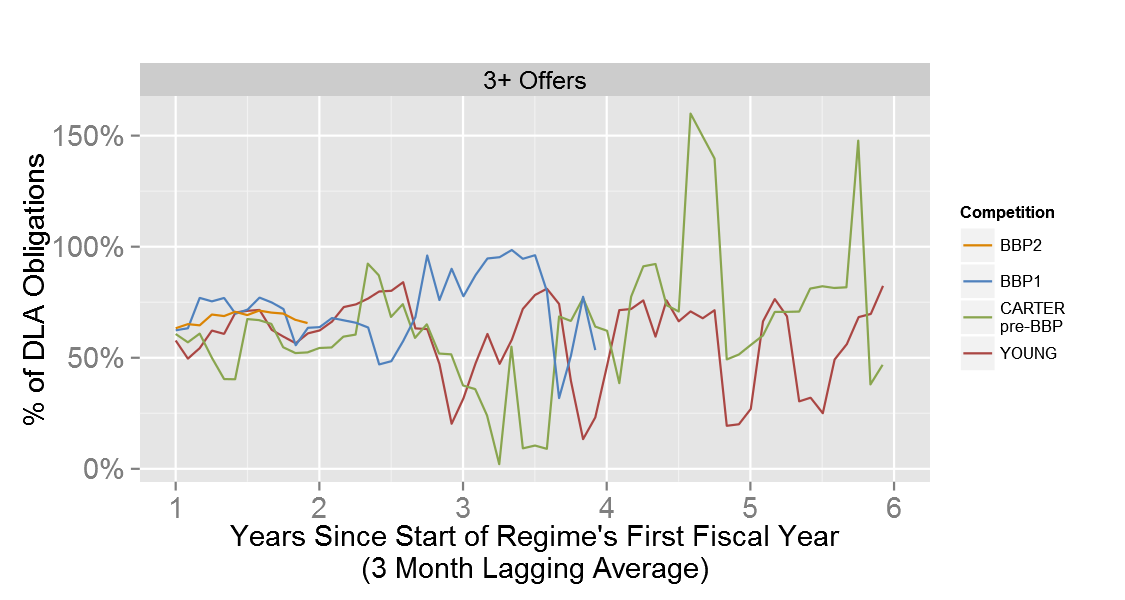 3+ Offers
% of DLA Obligations
150%
100%
50%
0%
1 2 3 4 5 6
Years Since Start of Regime's First Fiscal Year
(3 Month Lagging Average)
Competition
BBP2
BBP1
CARTER
pre-BBP
YOUNG